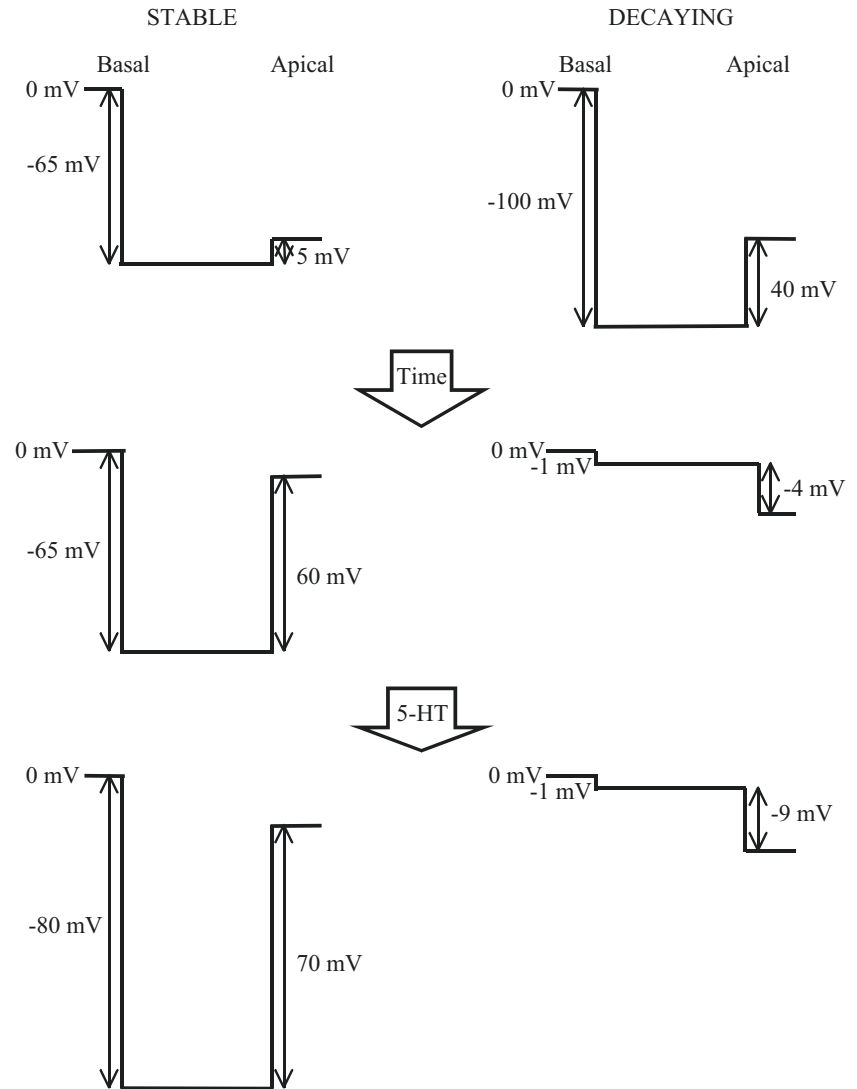 STABLE DECAYING
Basal Apical Basal Apical
0 mV 0 mV
-65 mV
-100 mV
5 mV
40 mV
Time
0 mV 0 mV
-1 mV
-4 mV
-65 mV
60 mV
5-HT
0 mV 0 mV
-1 mV
-9 mV
-80 mV
70 mV